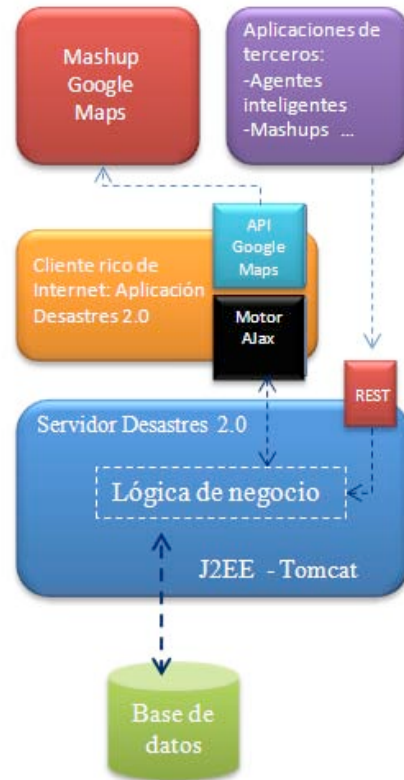 Mashup
Google
Maps
Aplicaciones de
terceros:
-Agentes
inteligentes
-Mashups ...
API
Google
Maps
Cliente rico de
Internet: Aplicación
Desastres 2.0
Motor
AJax
REST
Servidor Desastres 2.0
Lógica de negocio
J2EE - Tomcat
Base de
datos